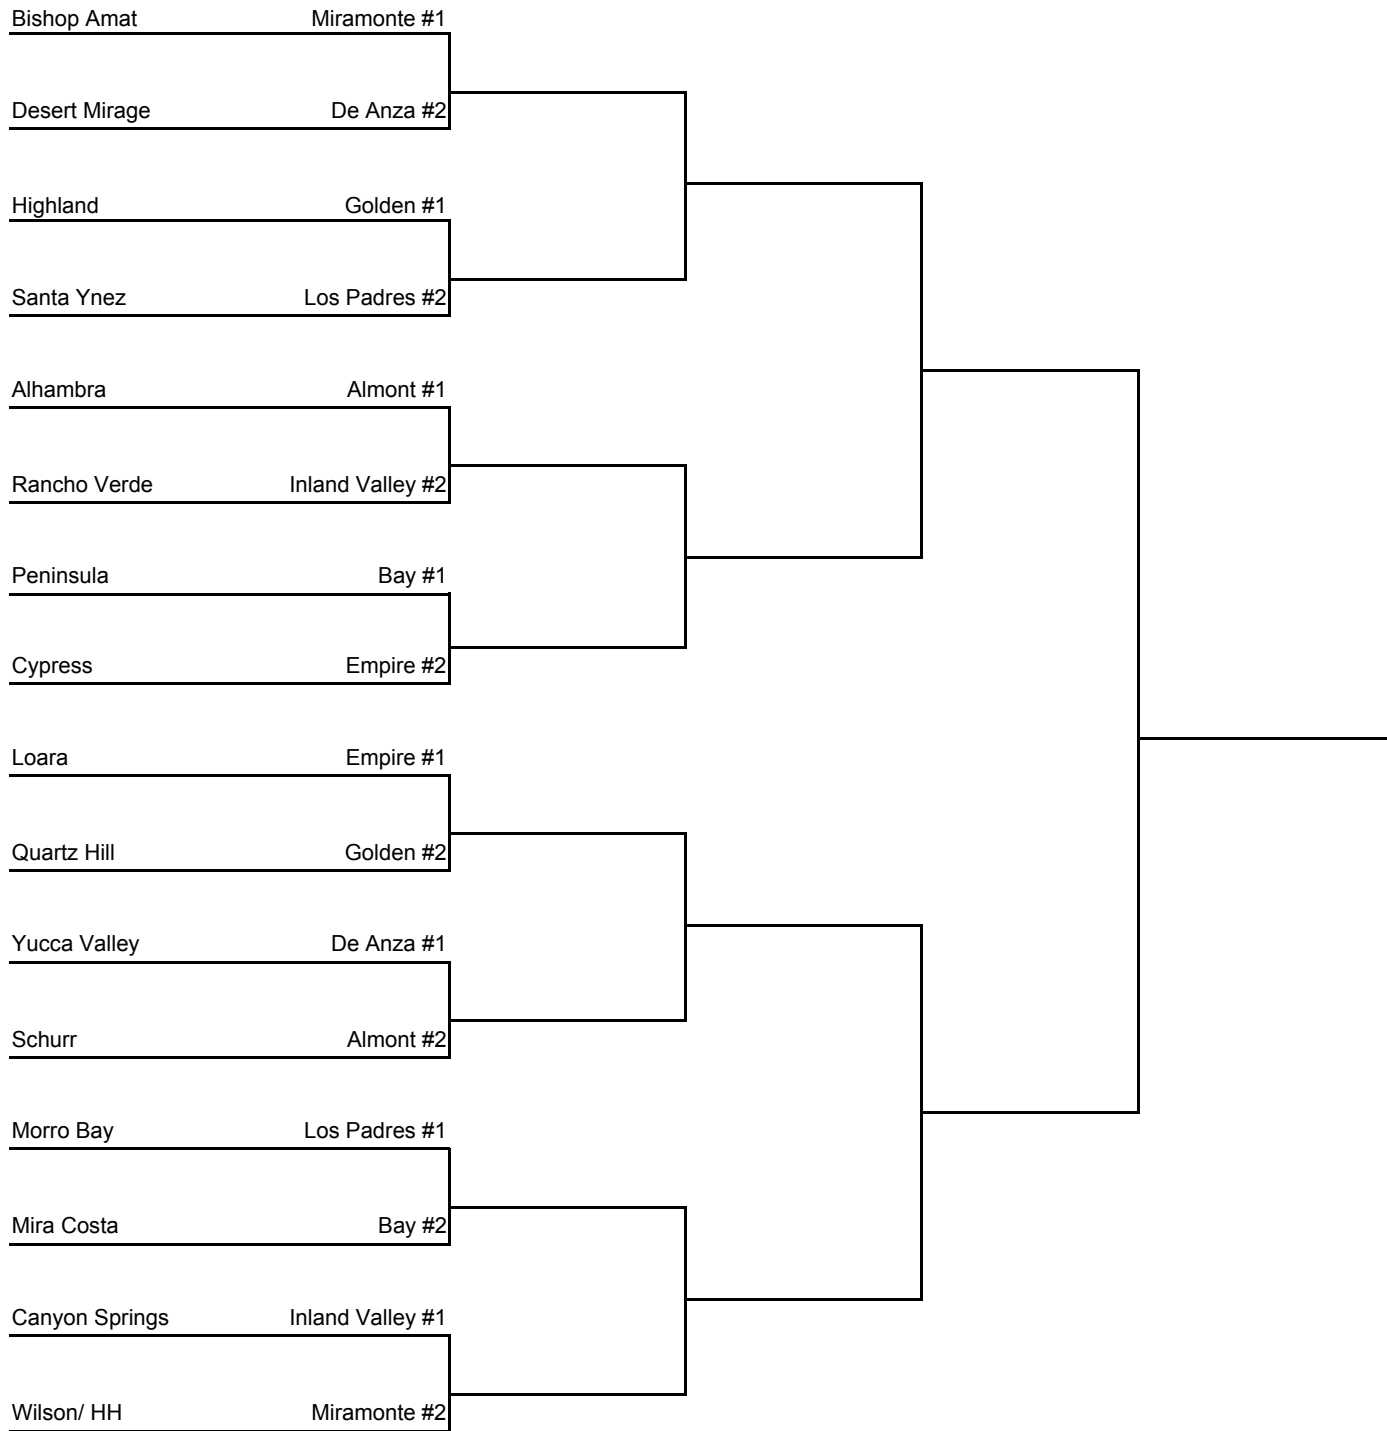 Bishop Amat Miramonte #1
Desert Mirage De Anza #2
Highland Golden #1
Santa Ynez Los Padres #2
Alhambra Almont #1
Rancho Verde Inland Valley #2
Peninsula Bay #1
Cypress Empire #2
Loara Empire #1
Quartz Hill Golden #2
Yucca Valley De Anza #1
Schurr Almont #2
Morro Bay Los Padres #1
Mira Costa Bay #2
Canyon Springs Inland Valley #1
Wilson/ HH Miramonte #2